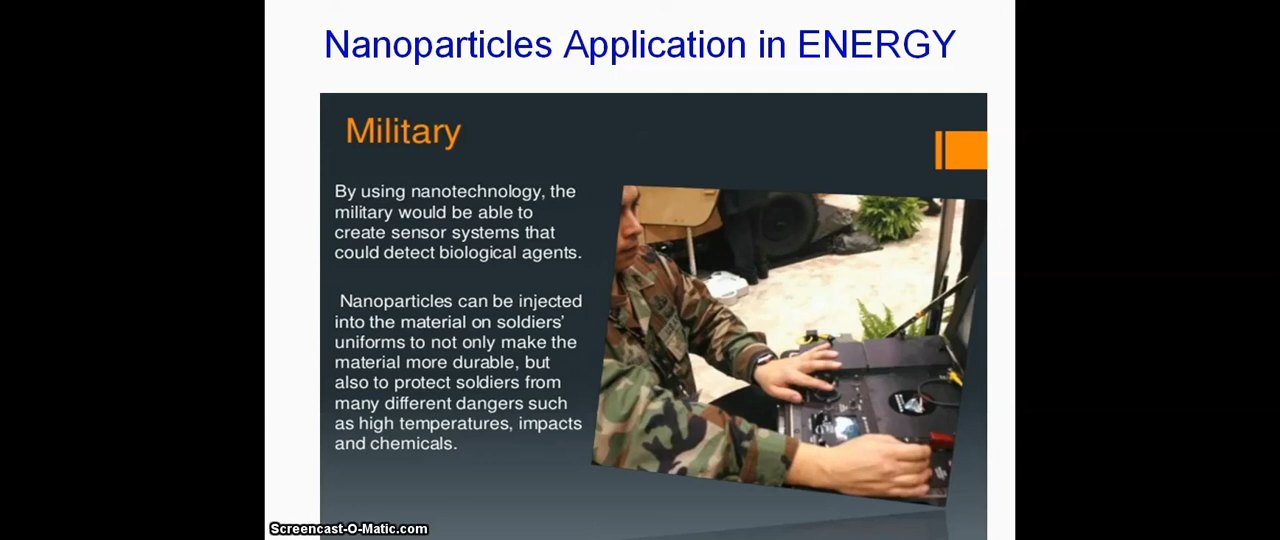 Nanoparticles Application in ENERGY
Military
By using nanotechnology, the
military would be able to
create sensor systems that
could detect biological agents.
Nanoparticles can be injected
into the material on soldiers’
uniforms to not only make the
material more durable, but
also to protect soldiers from
many different dangers such
as high temperatures, impacts
and chemicals.
Screencast-O-Matic.com